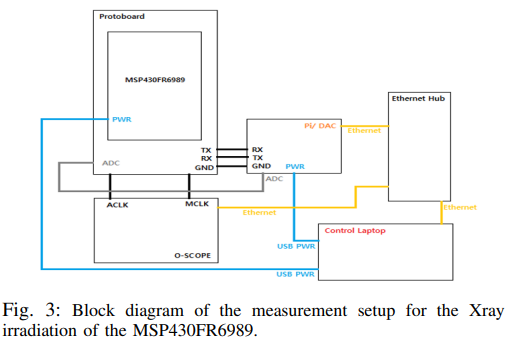 Protoboard
MSP430FR6989
PWR
ADC
TX
RX
GND
ACLK
MCLK
O-SCOPE
Pi/ DAC
RX
TX
GND
PWR
ADC
Ethernet Hub
Ethernet
Ethernet
Ethernet
Control Laptop
USB PWR
USB PWR
Fig. 3: Block diagram of the measurement setup for the Xray
irradiation of the MSP430FR6989.